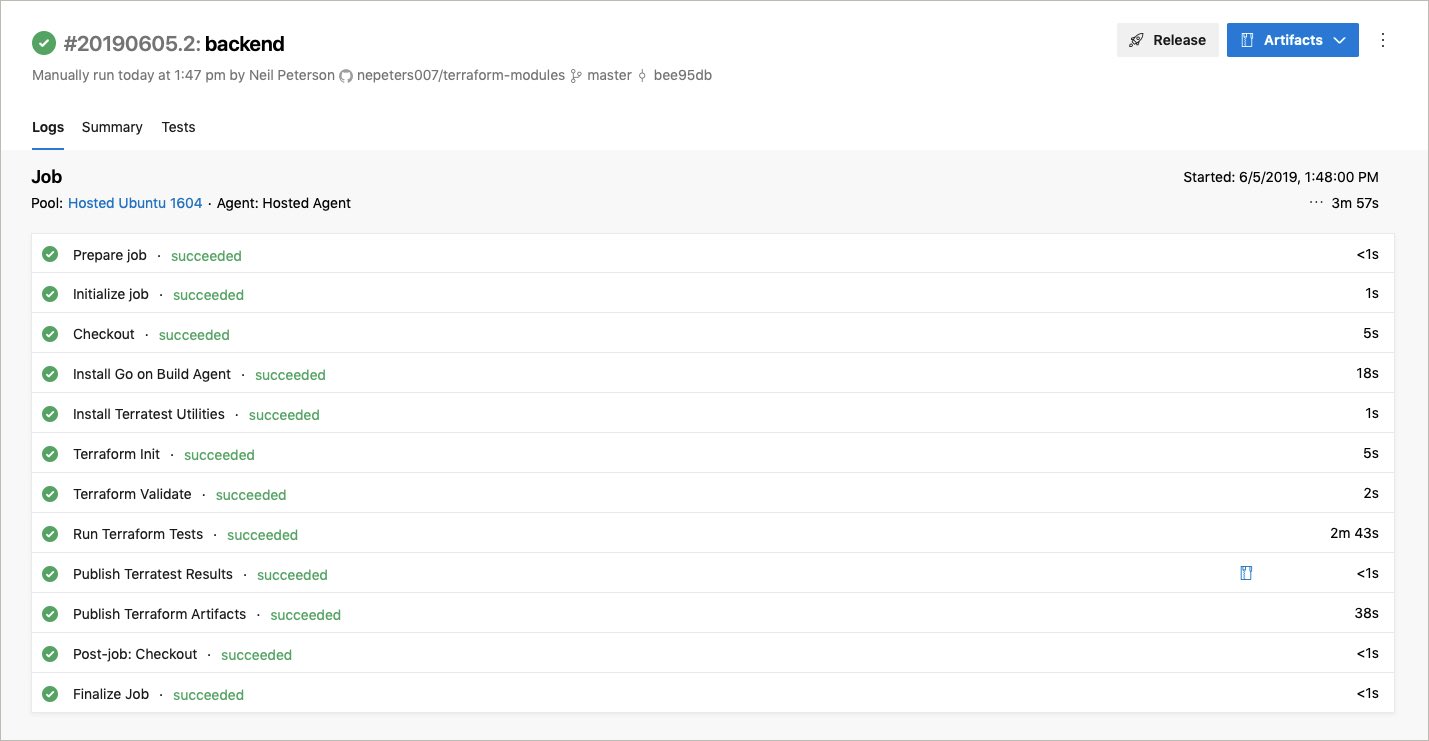 #20190605.2: backend
Release
Artifacts
Manually run today at 1:47 pm by Neil Peterson nepeters007/terraform-modules master bee95db
Logs Summary Tests
Job
Started: 6/5/2019, 1:48:00 PM
Pool: Hosted Ubuntu 1604 · Agent: Hosted Agent
··· 3m 57s
Prepare job · succeeded <1s
Initialize job · succeeded 1s
Checkout · succeeded 5s
Install Go on Build Agent · succeeded 18s
Install Terratest Utilities · succeeded 1s
Terraform Init · succeeded 5s
Terraform Validate · succeeded 2s
Run Terraform Tests · succeeded 2m 43s
Publish Terratest Results · succeeded <1s
Publish Terraform Artifacts · succeeded 38s
Post-job: Checkout · succeeded <1s
Finalize Job · succeeded <1s